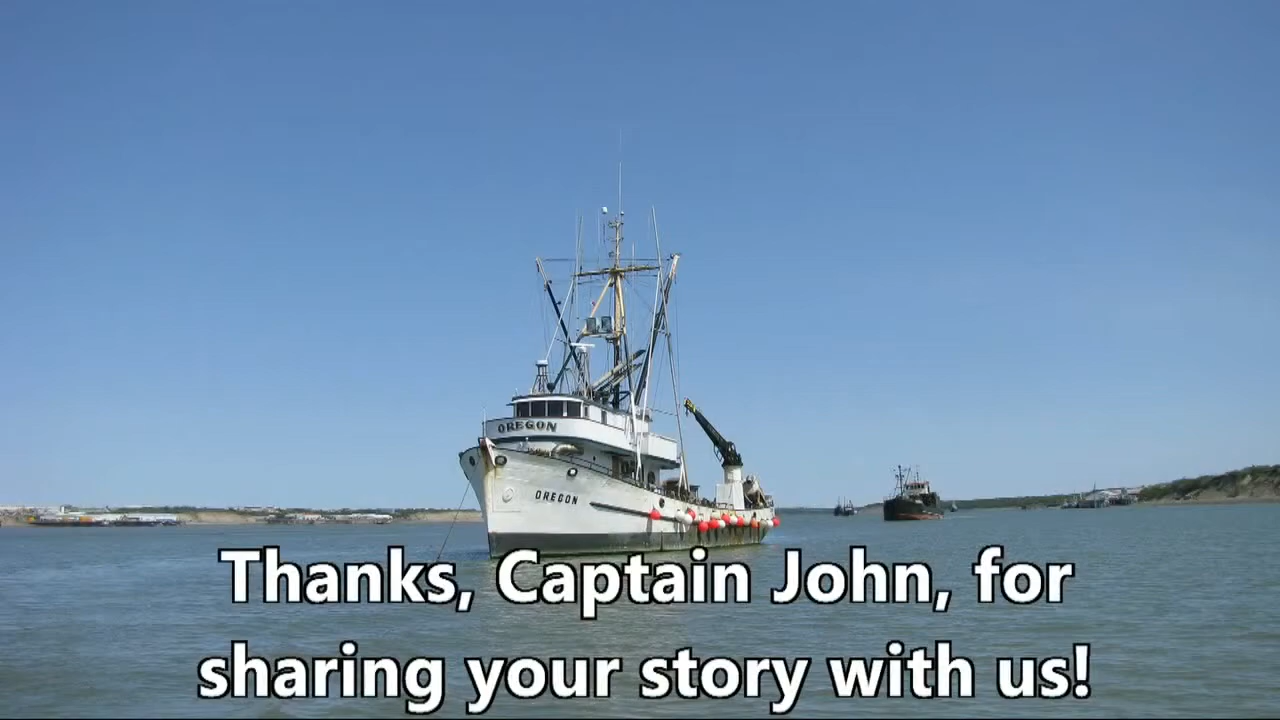 OREGON
OREGON
Thanks, Captain John, for
sharing your story with us!